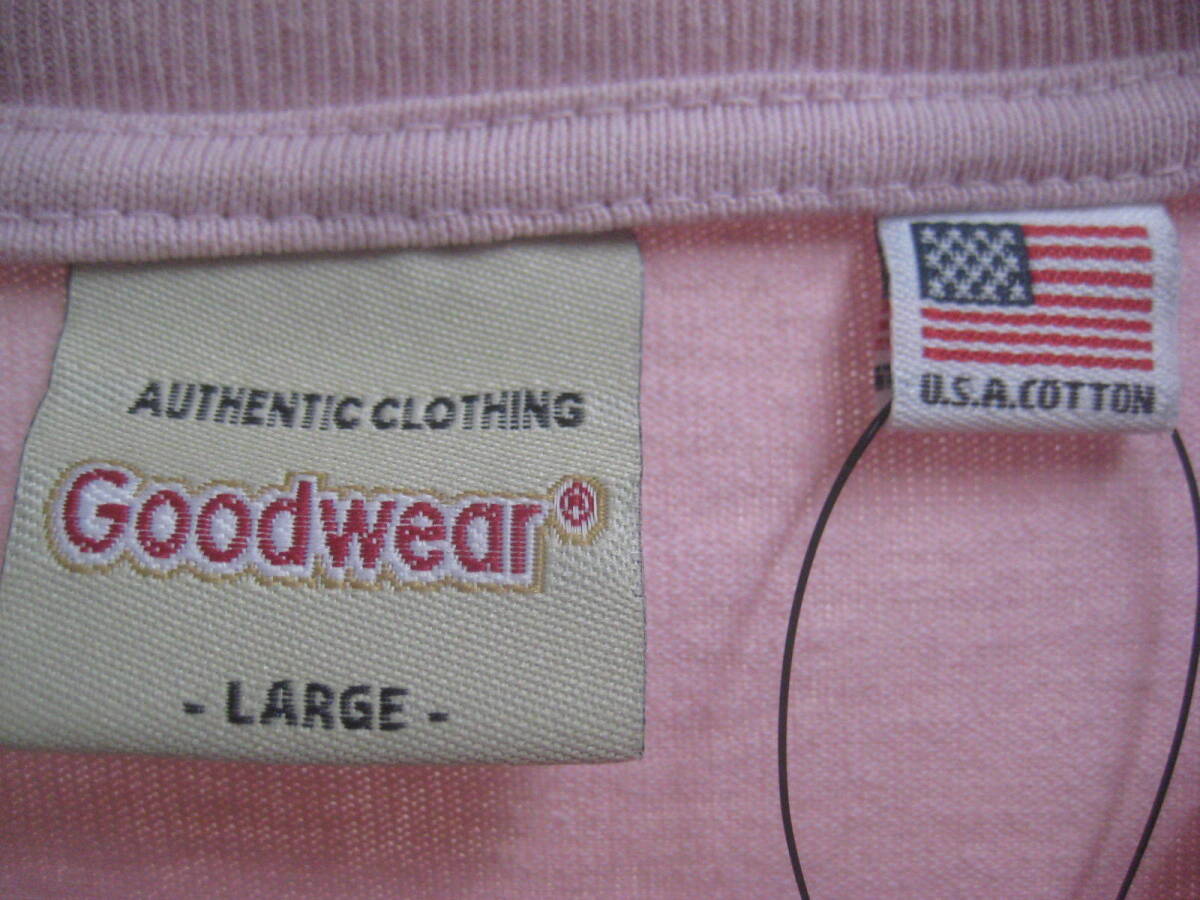 AUTHENTIC CLOTHING
Goodwear®
- LARGE -
U.S.A.COTTON